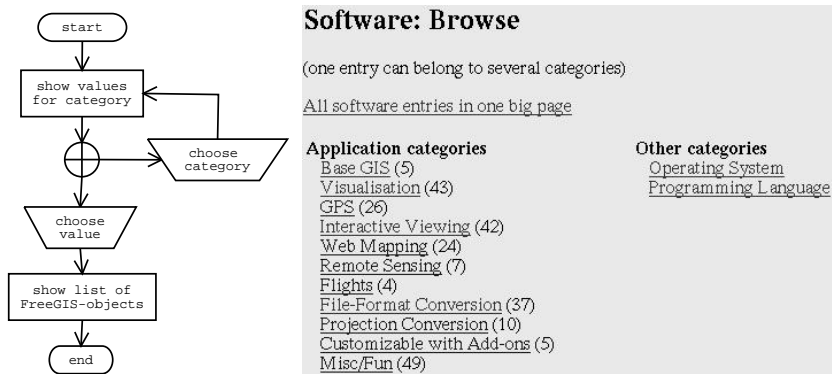 start
show values
for category
choose
category
choose
value
show list of
FreeGIS-objects
end
Software: Browse
(one entry can belong to several categories)
All software entries in one big page
Application categories
Base GIS (5)
Visualisation (43)
GPS (26)
Interactive Viewing (42)
Web Mapping (24)
Remote Sensing (7)
Flights (4)
File-Format Conversion (37)
Projection Conversion (10)
Customizable with Add-ons (5)
Misc/Fun (49)
Other categories
Operating System
Programming Language